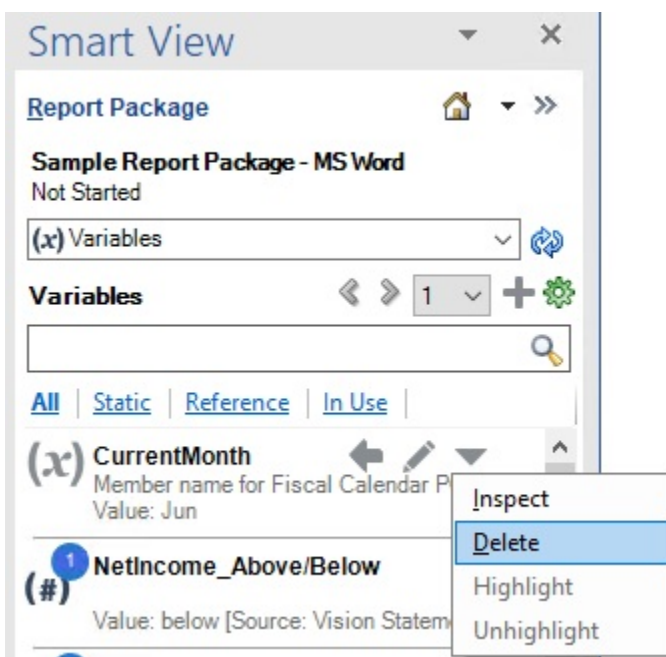 Smart View
Report Package
Sample Report Package - MS Word
Not Started
(x) Variables
Variables
1
All | Static | Reference | In Use |
(x) CurrentMonth
Member name for Fiscal Calendar
Value: Jun
Inspect
Delete
Highlight
Unhighlight
1
(#) NetIncome_Above/Below
Value: below [Source: Vision